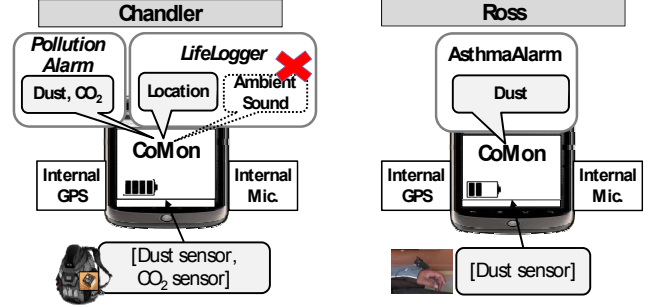 Chandler
Pollution
Alarm
LifeLogger
Dust, CO₂
Location
Ambient
Sound
CoMon
Internal
GPS
Internal
Mic.
[Dust sensor,
CO₂ sensor]
Ross
AsthmaAlarm
Dust
CoMon
Internal
GPS
Internal
Mic.
[Dust sensor]